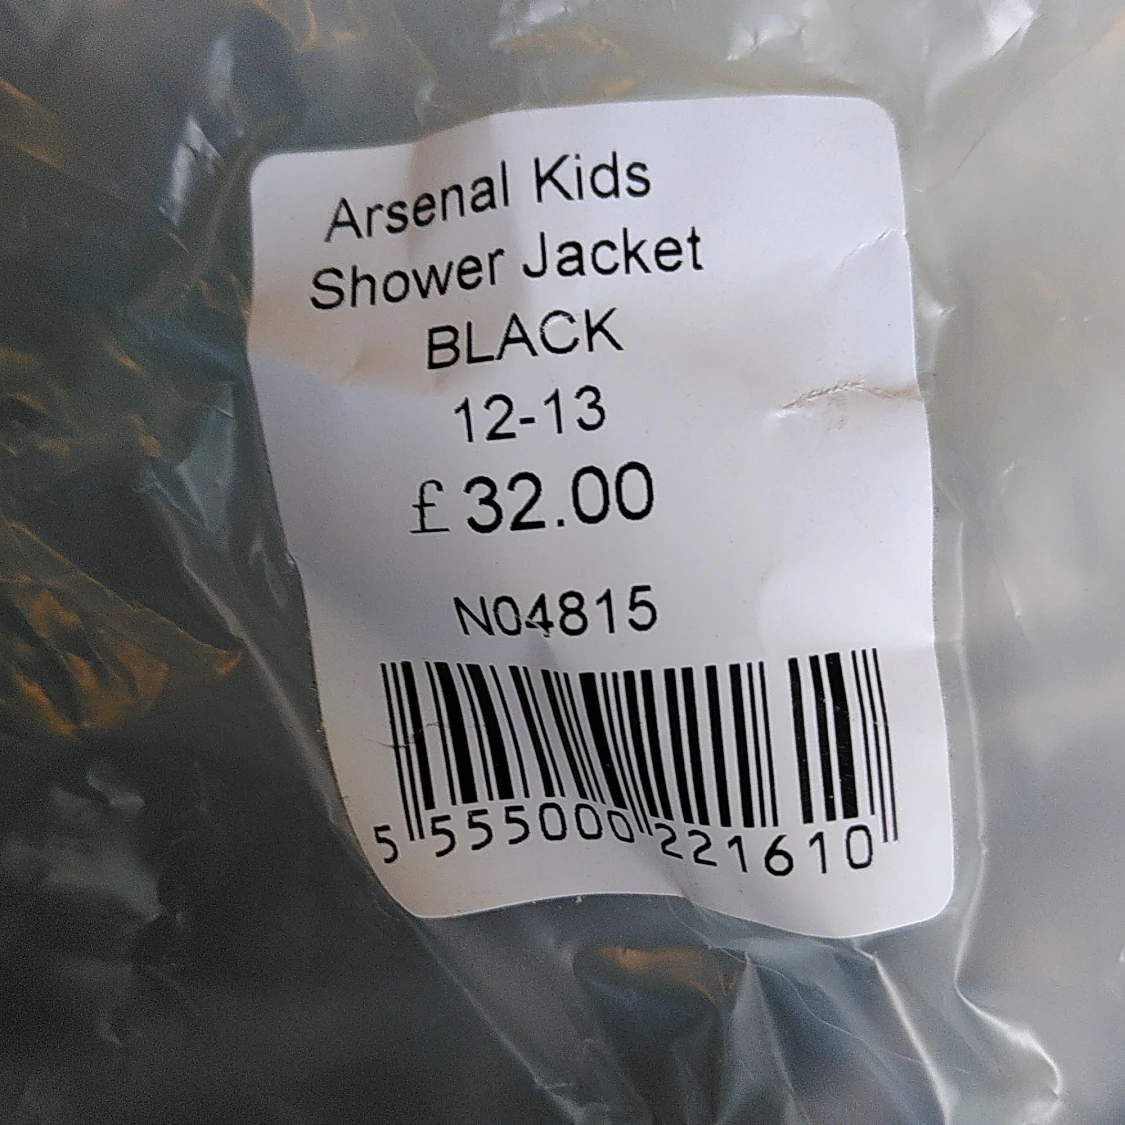 Arsenal Kids
Shower Jacket
BLACK
12-13
£32.00
N04815
5 555000 221610